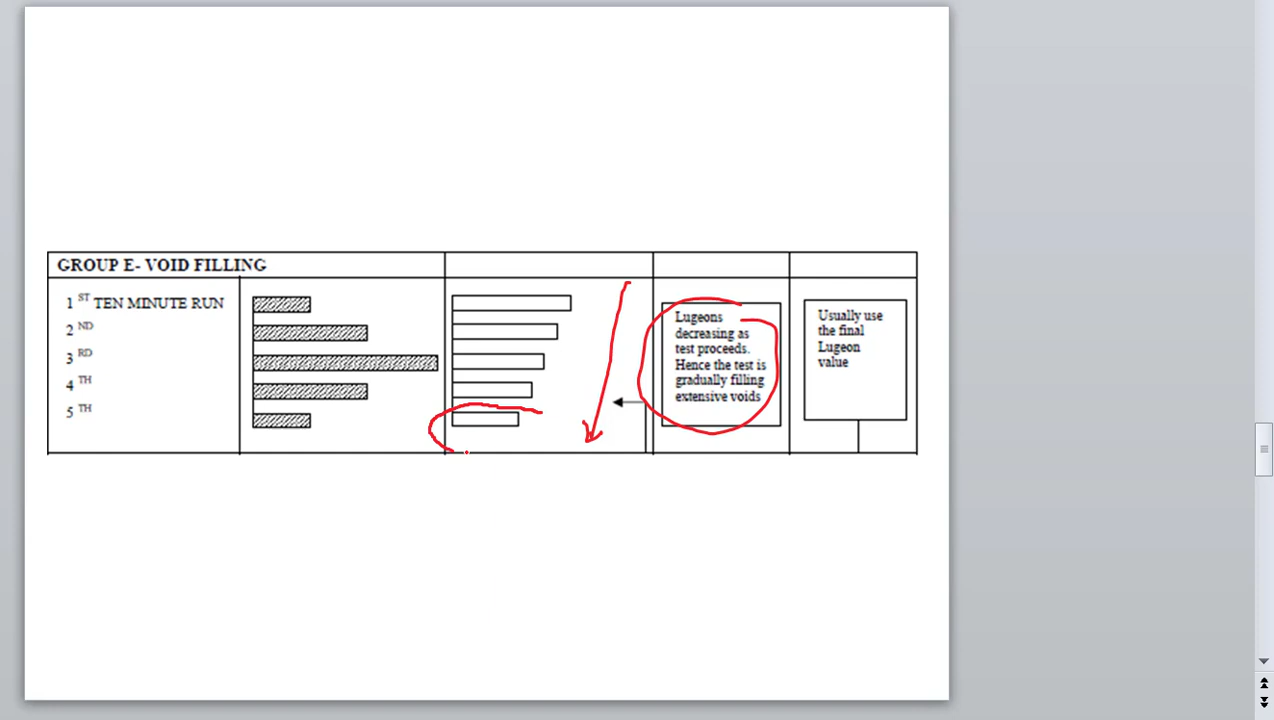 GROUP E- VOID FILLING
1 ST TEN MINUTE RUN
2 ND
3 RD
4 TH
5 TH
Lugeons
decreasing as
test proceeds.
Hence the test is
gradually filling
extensive voids
Usually use
the final
Lugeon
value